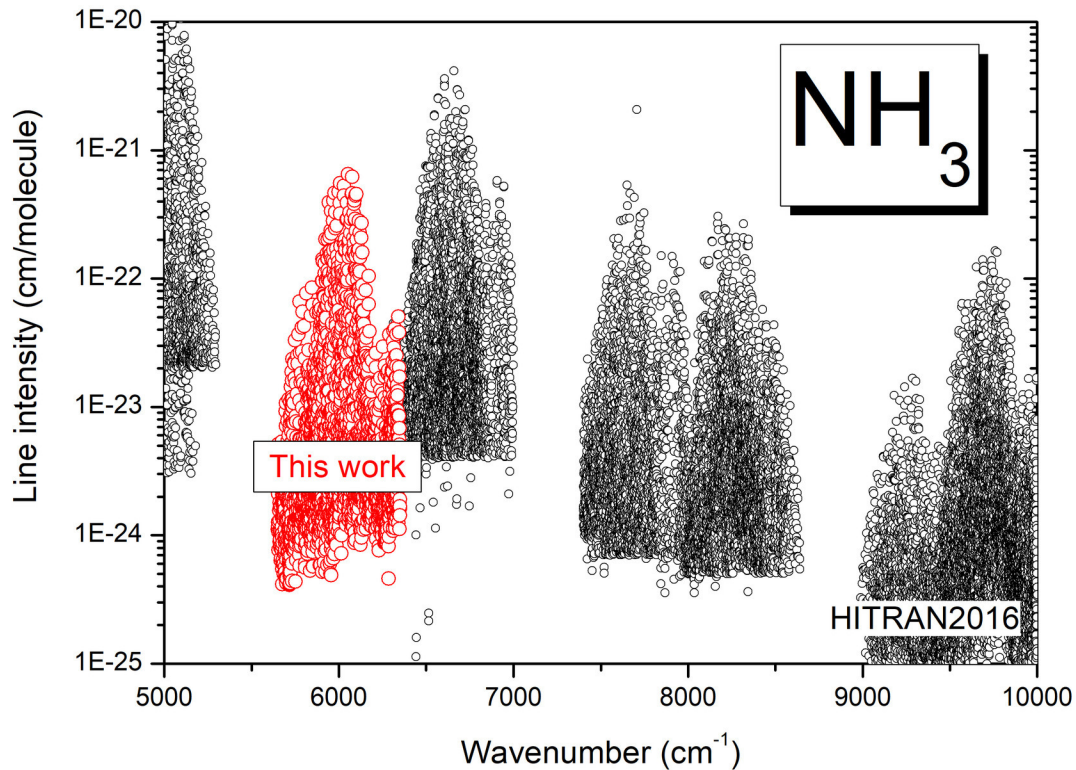 1E-20
1E-21
1E-22
1E-23
1E-24
1E-25
Line intensity (cm/molecule)
NH₃
This work
HITRAN2016
5000 6000 7000 8000 9000 10000
Wavenumber (cm⁻¹)